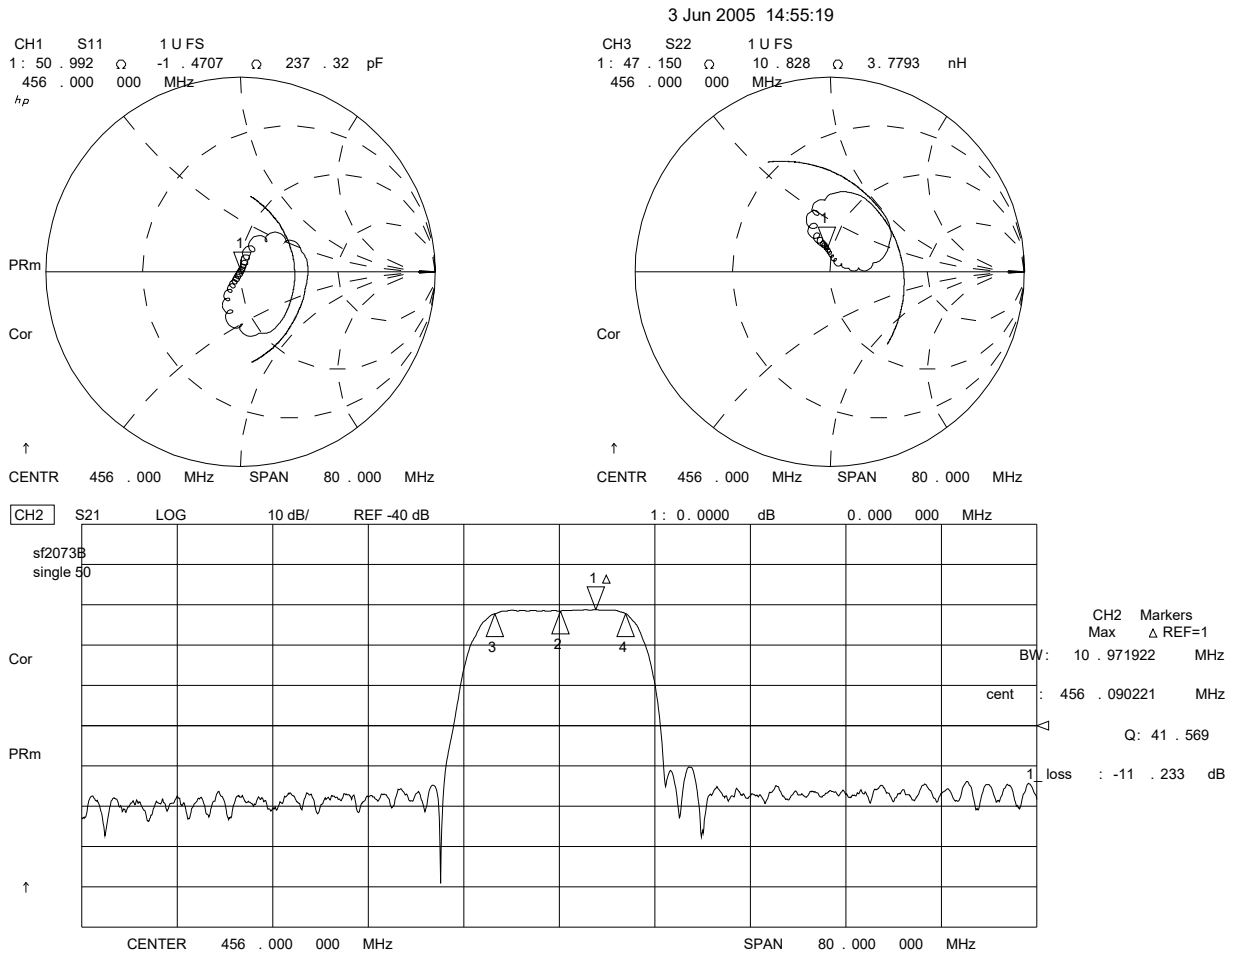 3 Jun 2005 14:55:19
CH1 S11 1 U FS
1 : 50 . 992 Ω -1 . 4707 Ω 237 . 32 pF
456 . 000 000 MHz
hp
1
PRm
Cor
↑
CENTR 456 . 000 MHz SPAN 80 . 000 MHz
CH3 S22 1 U FS
1 : 47 . 150 Ω 10 . 828 Ω 3 . 7793 nH
456 . 000 000 MHz
1
Cor
↑
CENTR 456 . 000 MHz SPAN 80 . 000 MHz
CH2 S21 LOG 10 dB/ REF -40 dB 1 : 0 . 0000 dB 0 . 000 000 MHz
sf2073B
single 50
1 Δ
3 2 4
Cor
PRm
↑
CH2 Markers
Max Δ REF=1
BW : 10 . 971922 MHz
cent : 456 . 090221 MHz
Q : 41 . 569
1_ loss : -11 . 233 dB
CENTER 456 . 000 000 MHz SPAN 80 . 000 000 MHz